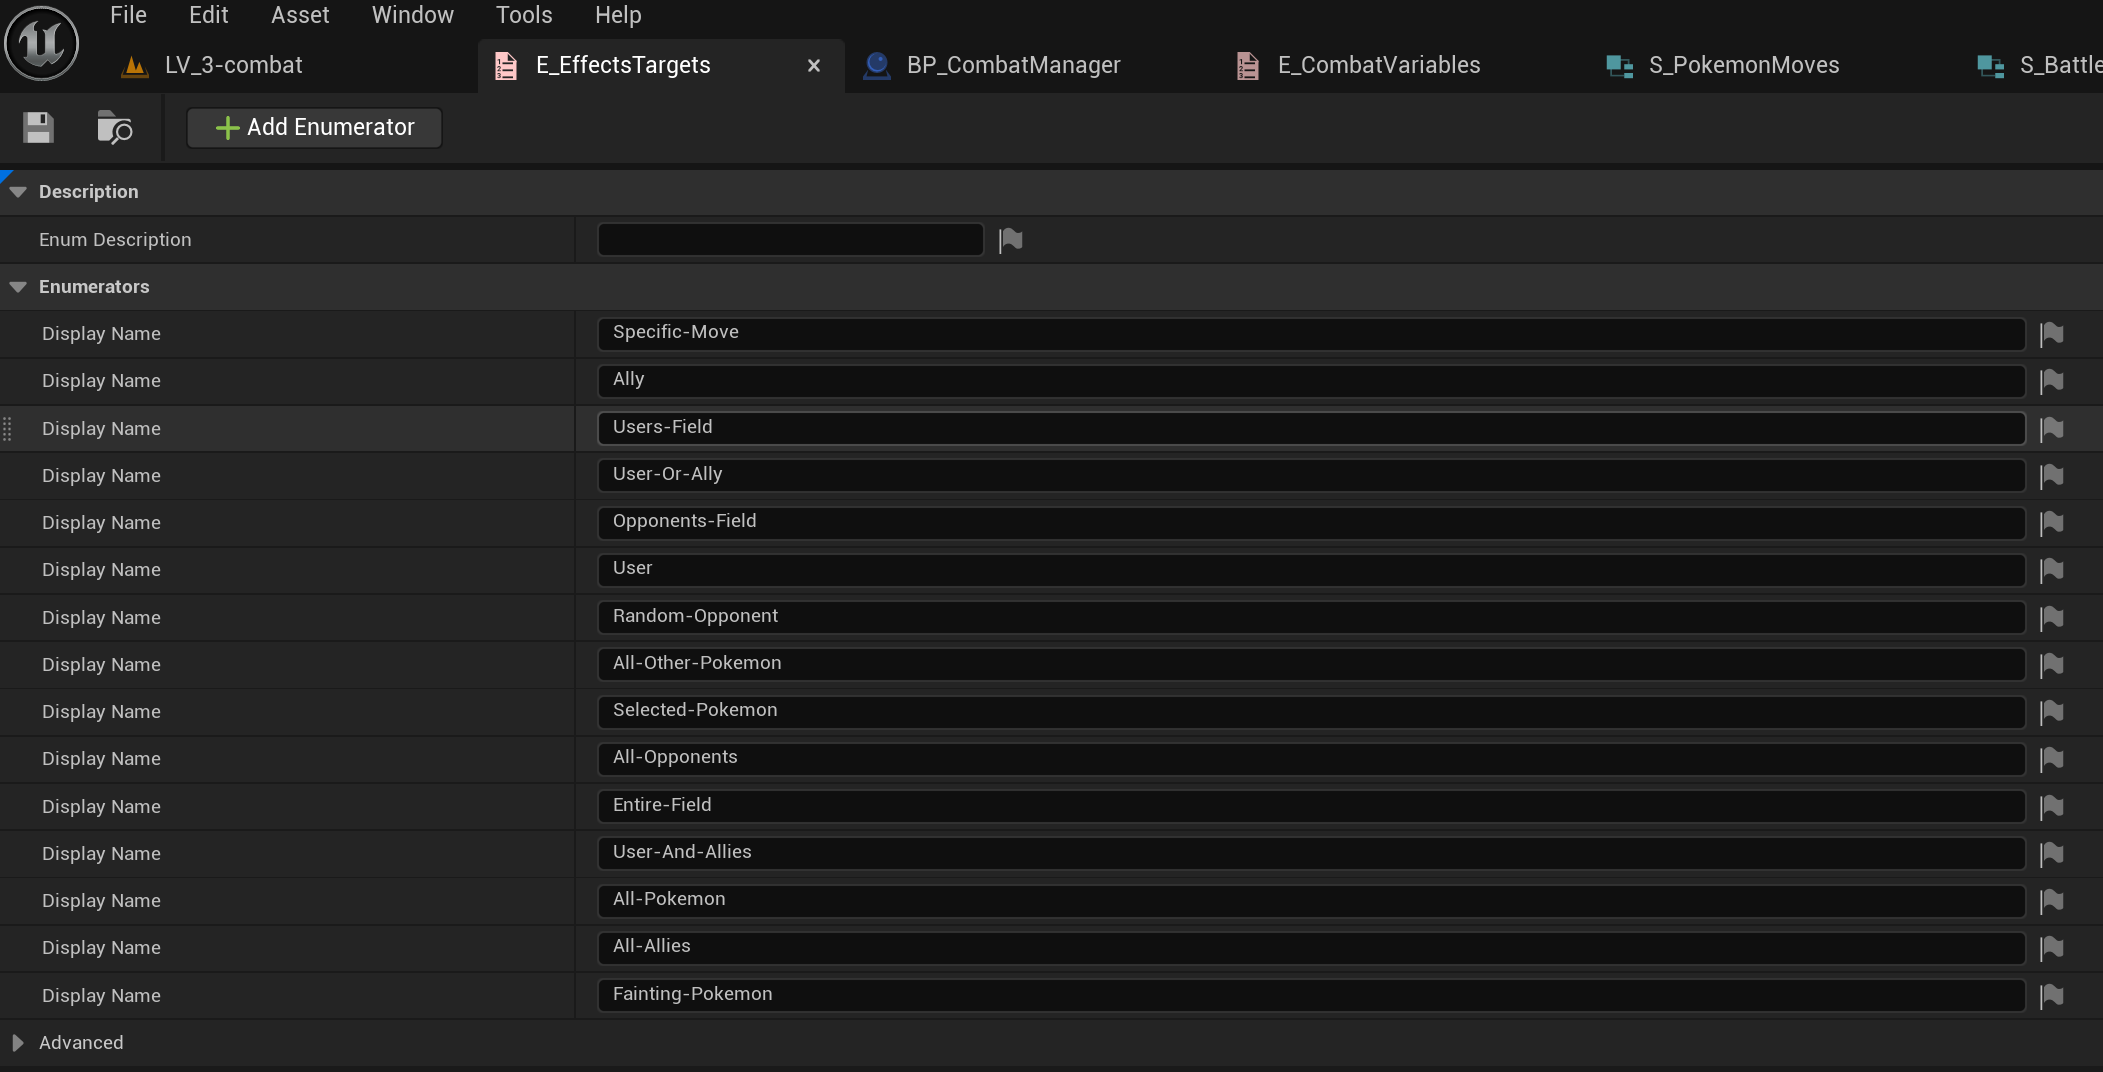 File Edit Asset Window Tools Help
LV_3-combat E_EffectsTargets × BP_CombatManager E_CombatVariables S_PokemonMoves S_Battle
Add Enumerator
Description
Enum Description
Enumerators
Display Name Specific-Move
Display Name Ally
Display Name Users-Field
Display Name User-Or-Ally
Display Name Opponents-Field
Display Name User
Display Name Random-Opponent
Display Name All-Other-Pokemon
Display Name Selected-Pokemon
Display Name All-Opponents
Display Name Entire-Field
Display Name User-And-Allies
Display Name All-Pokemon
Display Name All-Allies
Display Name Fainting-Pokemon
Advanced